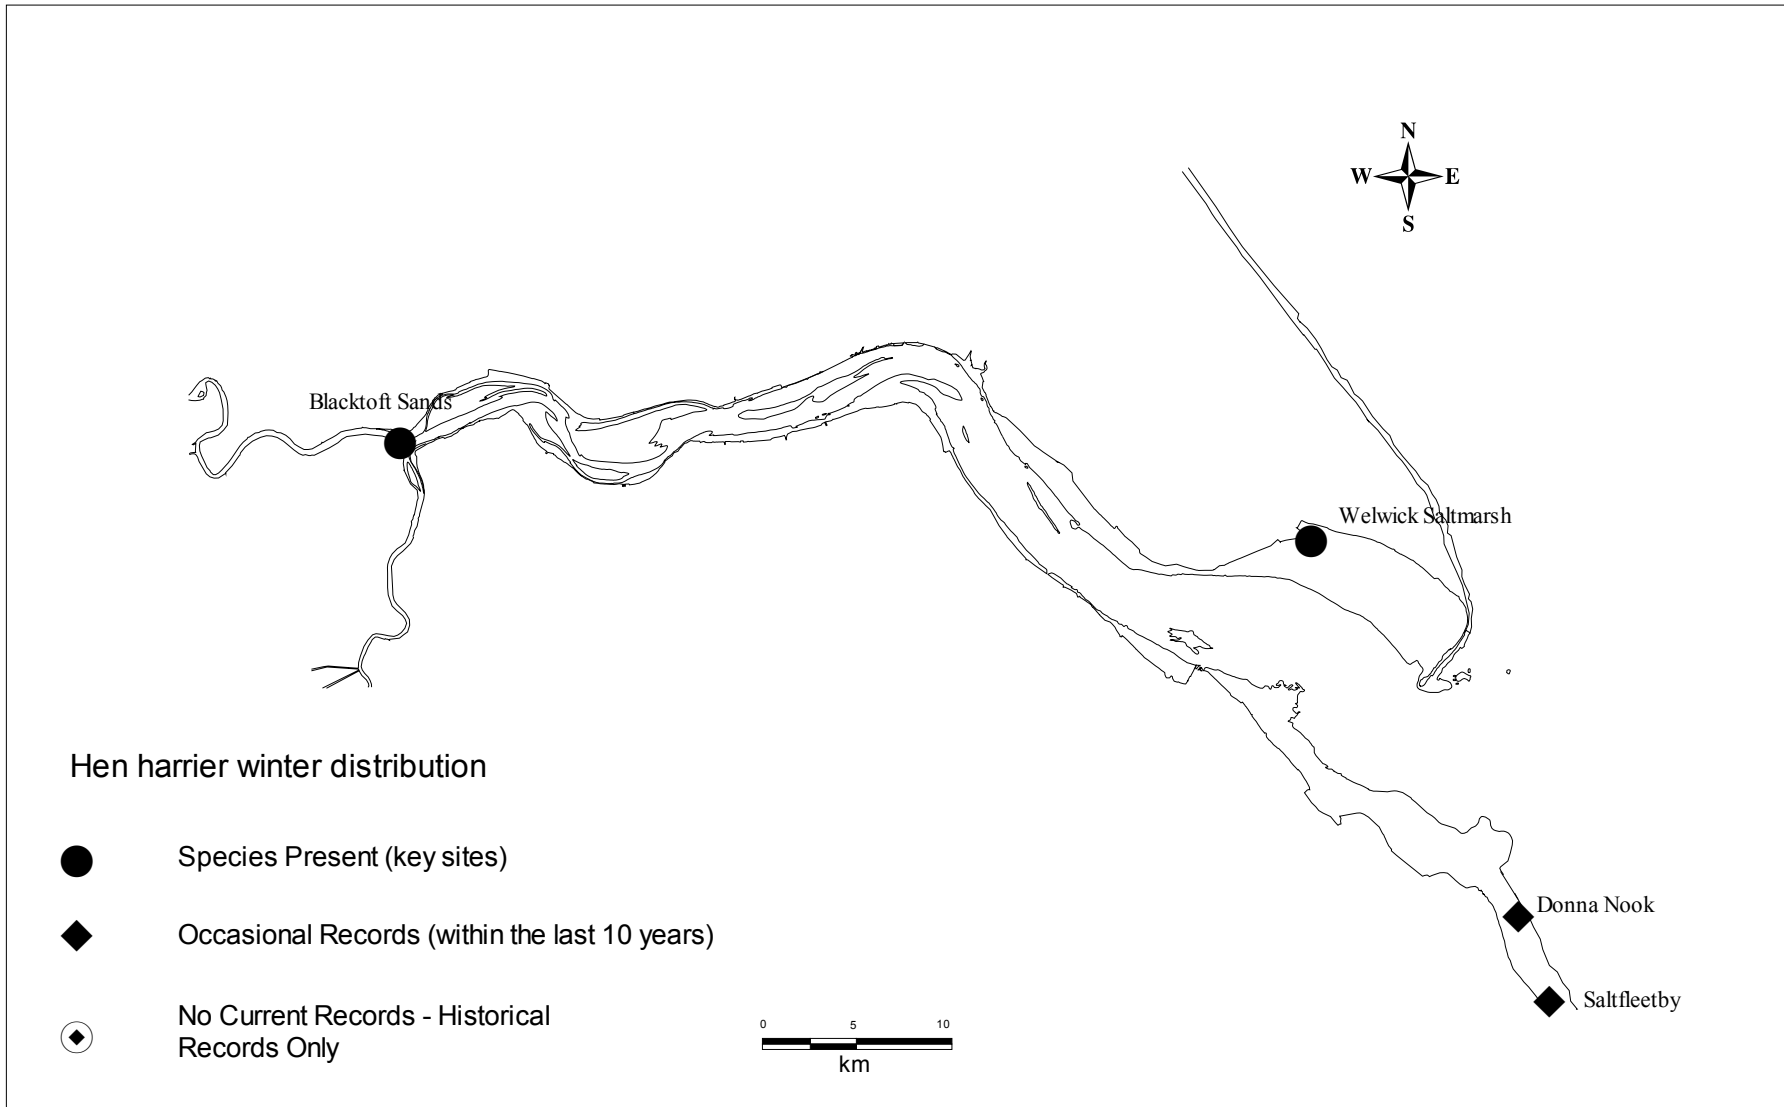 N
W E
S
Blacktoft Sands
Welwick Saltmarsh
Hen harrier winter distribution
Species Present (key sites)
Donna Nook
Occasional Records (within the last 10 years)
Saltfleetby
No Current Records - Historical
Records Only
0 5 10
km